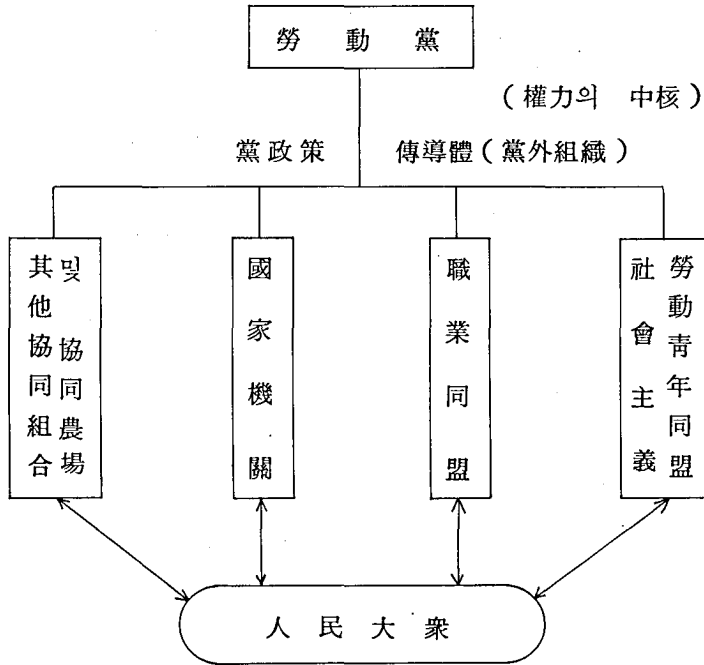 勞動黨
(權力의 中核)
黨政策 傳導體(黨外組織)
其他協同組合
및 協同農場
國家機關
職業同盟
社會主義
勞動靑年同盟
人民大衆